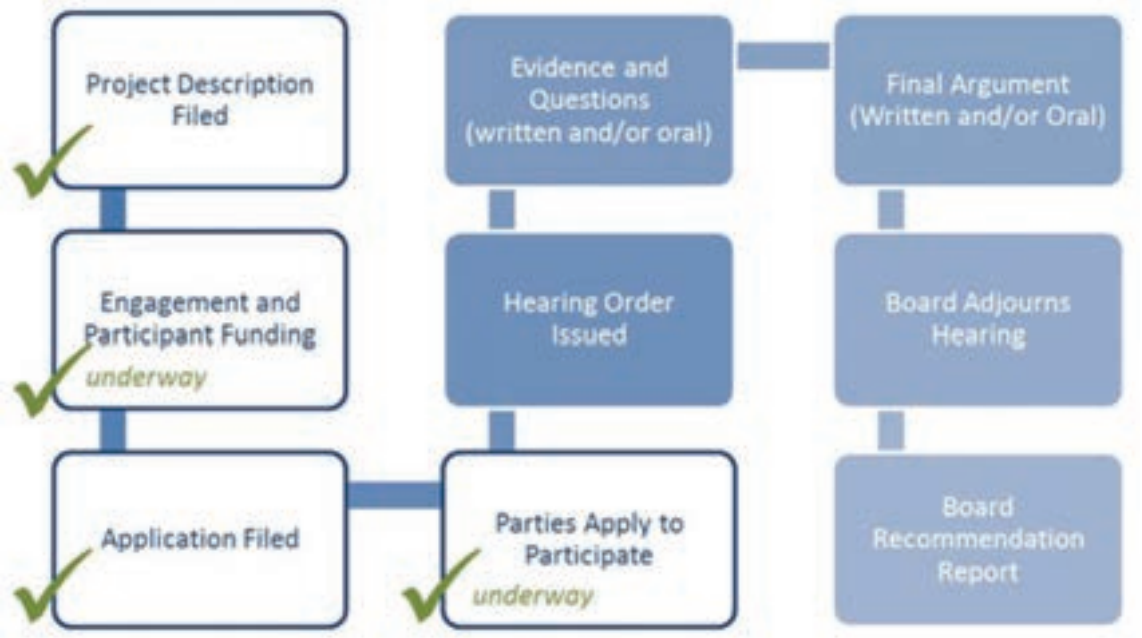 Project Description
Filed
Engagement and
Participant Funding
underway
Application Filed
Parties Apply to
Participate
underway
Hearing Order
Issued
Evidence and
Questions
(written and/or oral)
Final Argument
(Written and/or Oral)
Board Adjourns
Hearing
Board
Recommendation
Report